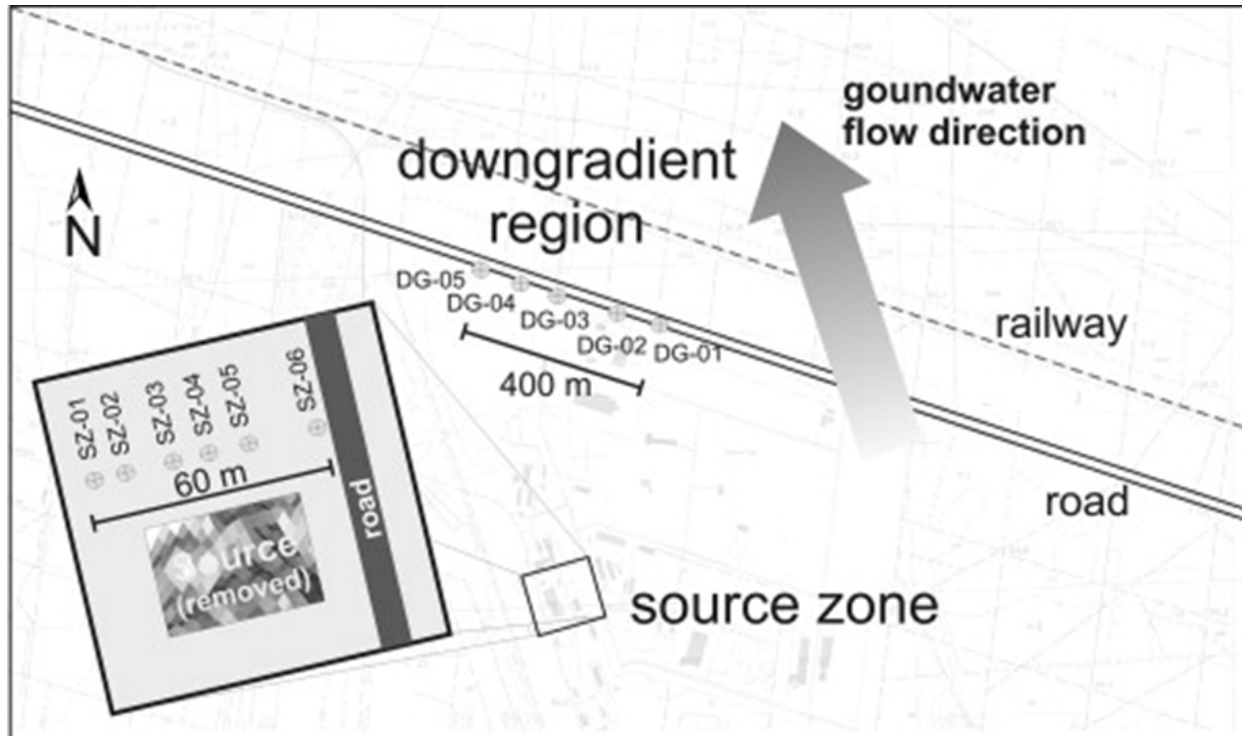 goundwater
flow direction
downgradient
region
N
DG-05
DG-04
DG-03
DG-02
DG-01
400 m
railway
road
SZ-01
SZ-02
SZ-03
SZ-04
SZ-05
SZ-06
60 m
road
source
(removed)
source zone